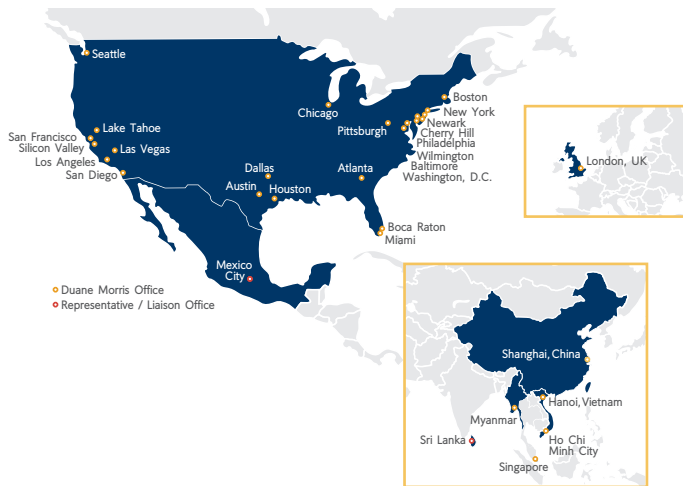 Seattle
Boston
Chicago
New York
Newark
Pittsburgh
Cherry Hill
Philadelphia
Lake Tahoe
San Francisco
Silicon Valley
Las Vegas
Wilmington
Baltimore
Washington, D.C.
Los Angeles
San Diego
Dallas
Atlanta
Austin
Houston
London, UK
Boca Raton
Miami
Mexico
City
Duane Morris Office
Representative / Liaison Office
Shanghai, China
Hanoi, Vietnam
Myanmar
Sri Lanka
Ho Chi
Minh City
Singapore